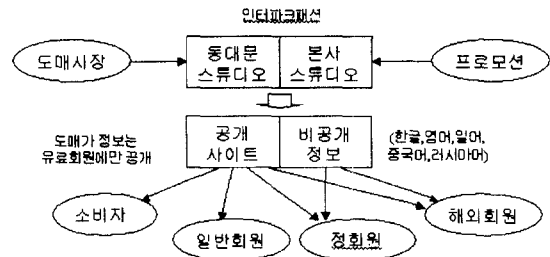 인터파크패션
도매시장
동대문
스튜디오
본사
스튜디오
프로모션
도매가 정보는
유료회원에만 공개
공개
사이트
비공개
정보
(한글,영어,일어,
중국어,러시아어)
소비자
일반회원
정회원
해외회원